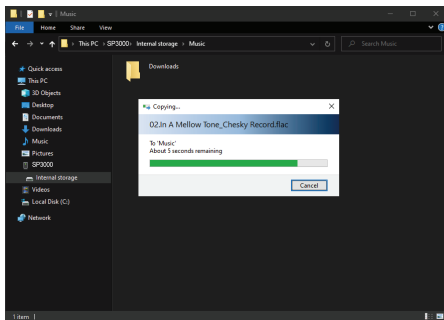 Music
File Home Share View
This PC › SP3000 › Internal storage › Music
Search Music
Quick access
This PC
3D Objects
Desktop
Documents
Downloads
Music
Pictures
SP3000
Internal storage
Videos
Local Disk (C:)
Network
Downloads
Copying...
02.In A Mellow Tone_Chesky Record.flac
To 'Music'
About 5 seconds remaining
Cancel
1 item